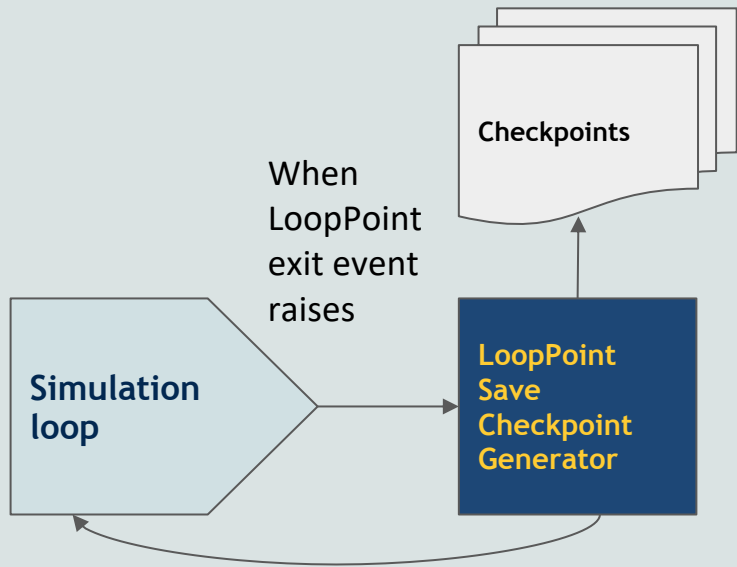 Checkpoints
When
LoopPoint
exit event
raises
Simulation
loop
LoopPoint
Save
Checkpoint
Generator